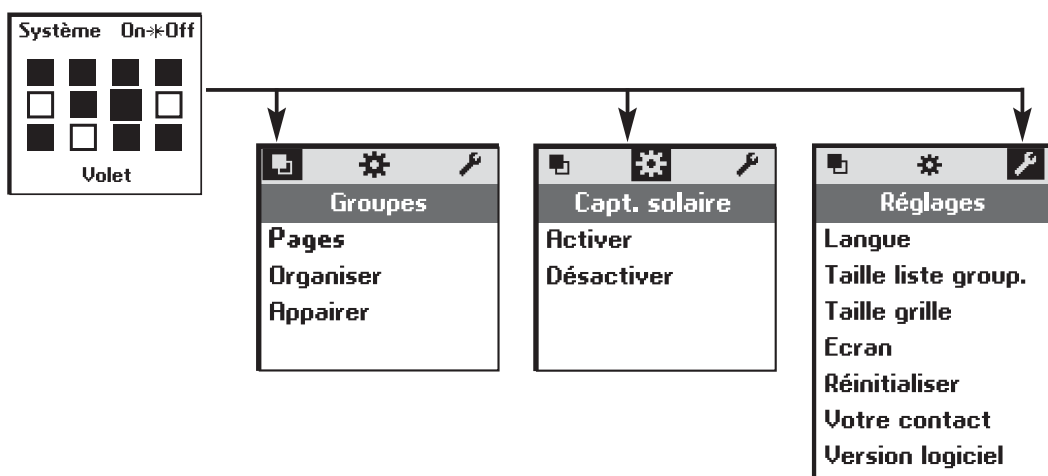 Système On☀Off
Volet
Groupes
Pages
Organiser
Appairer
Capt. solaire
Activer
Désactiver
Réglages
Langue
Taille liste group.
Taille grille
Ecran
Réinitialiser
Votre contact
Version logiciel